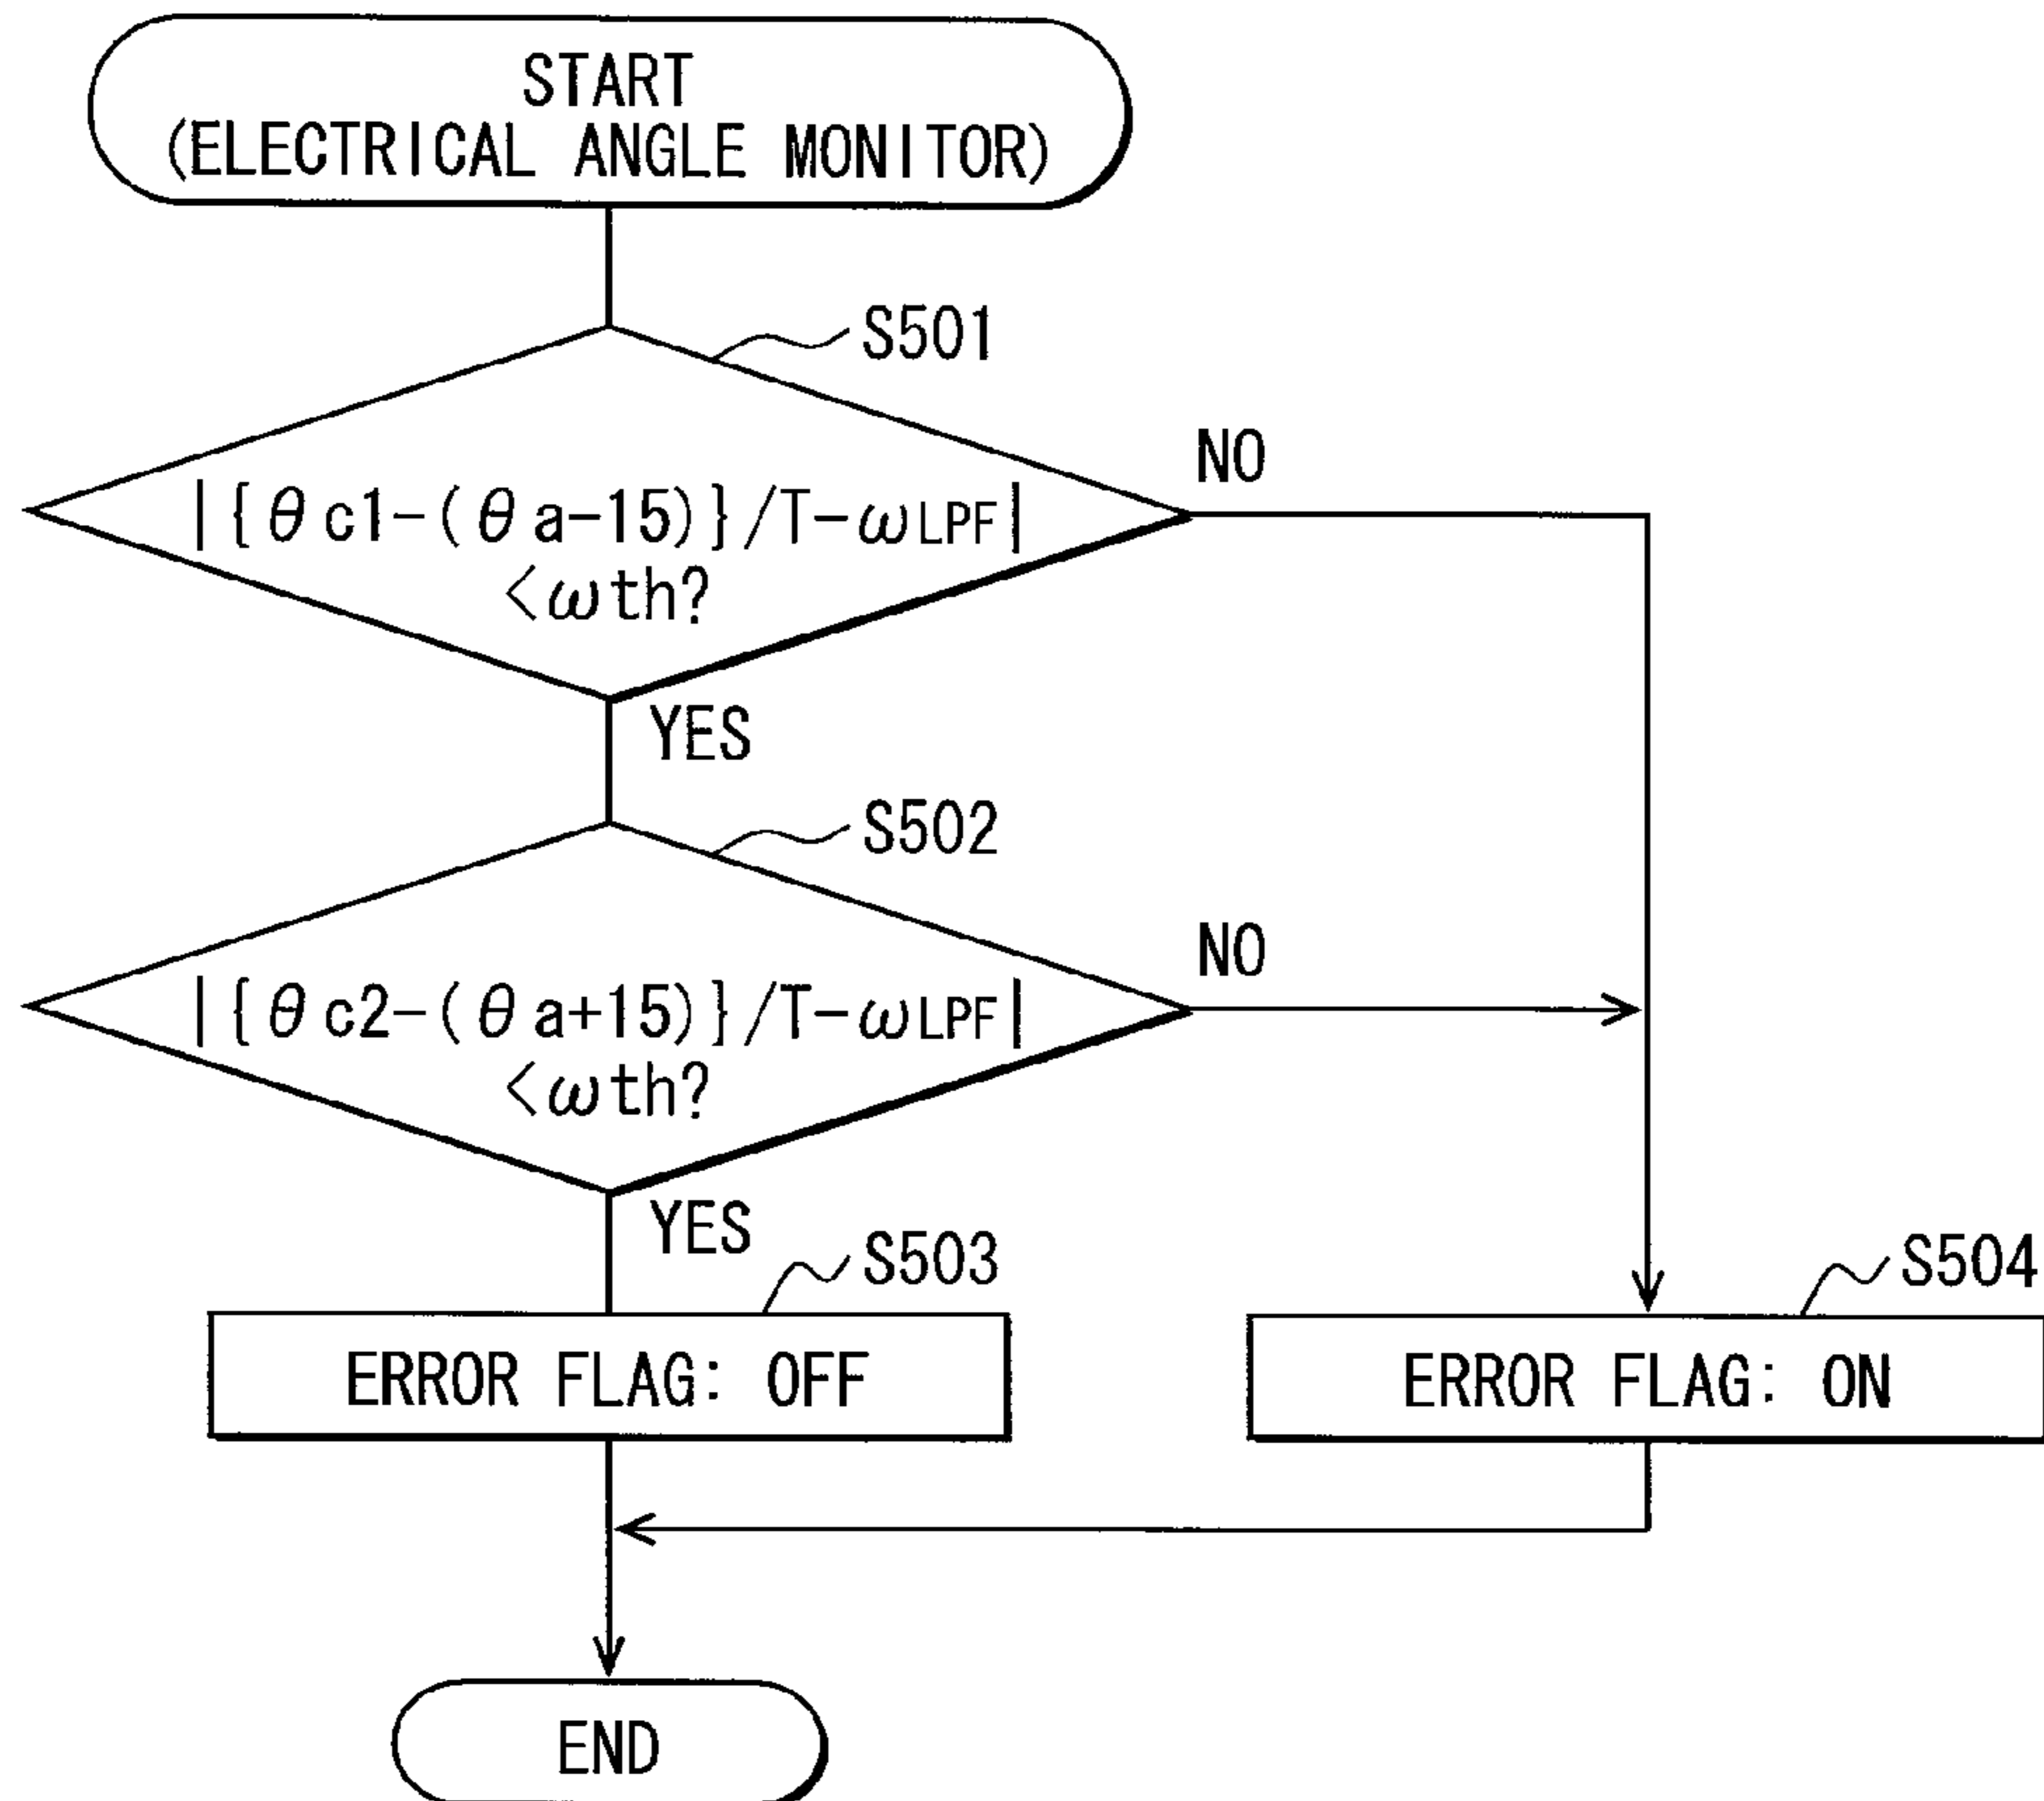 START
(ELECTRICAL ANGLE MONITOR)
S501
NO
|{θc1-(θa-15)}/T-ωLPF|
<ωth?
YES
S502
NO
|{θc2-(θa+15)}/T-ωLPF|
<ωth?
YES
S503
S504
ERROR FLAG: OFF
ERROR FLAG: ON
END